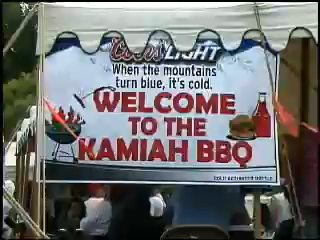 Coors LIGHT
When the mountains
turn blue, it's cold.
WELCOME
TO THE
KAMIAH BBQ